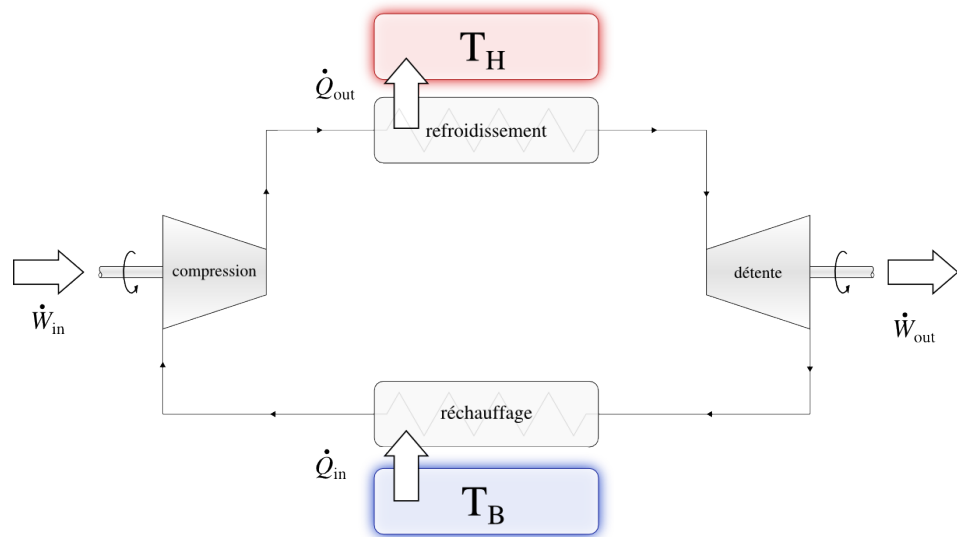 T_H
Q̇_out
refroidissement
compression
détente
Ẇ_in
Ẇ_out
réchauffage
Q̇_in
T_B